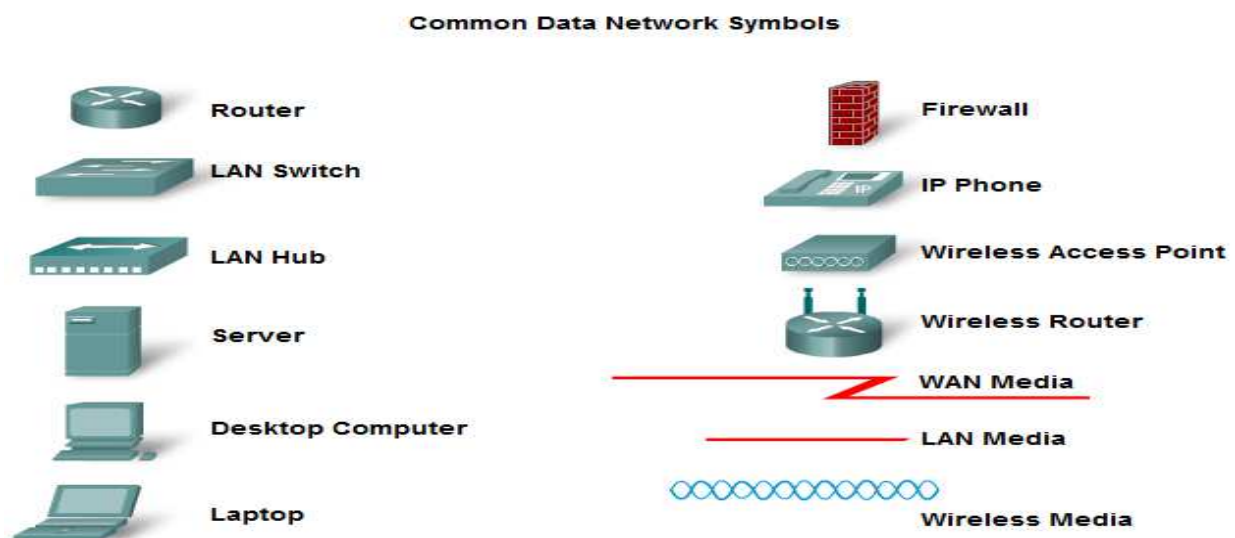 Common Data Network Symbols
Router
LAN Switch
LAN Hub
Server
Desktop Computer
Laptop
Firewall
IP Phone
IP
Wireless Access Point
Wireless Router
WAN Media
LAN Media
Wireless Media